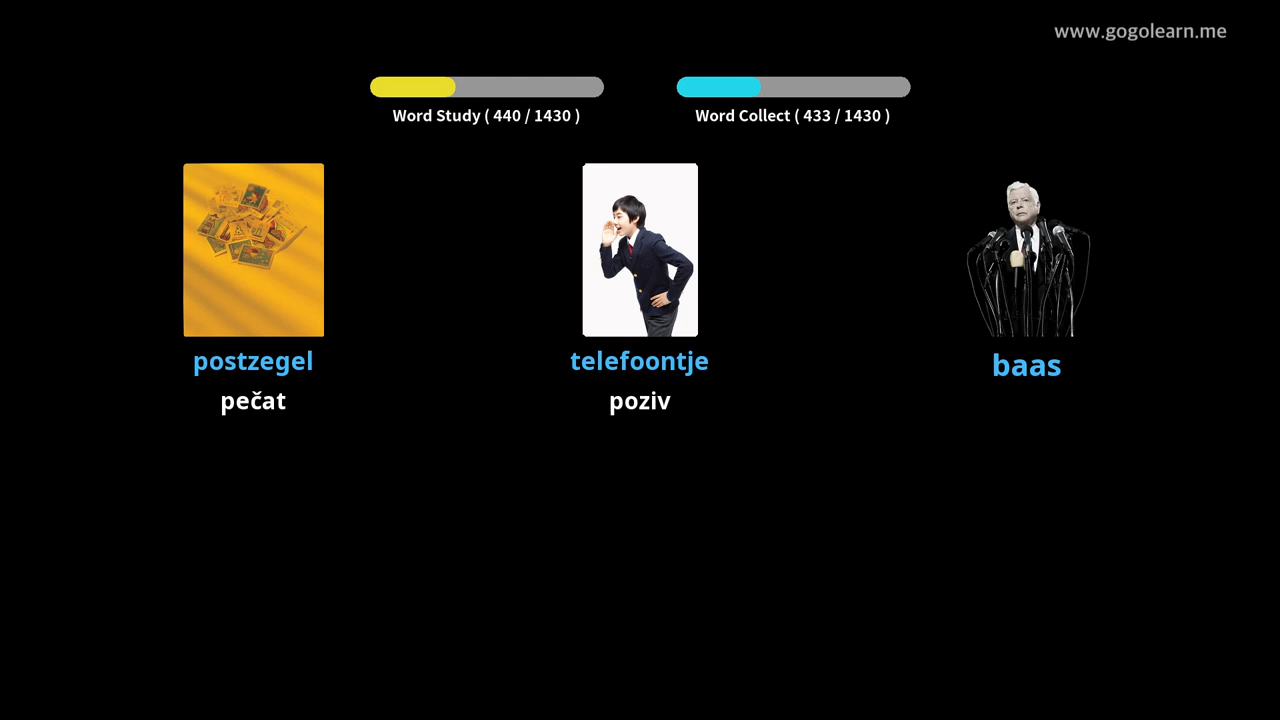 www.gogolearn.me
Word Study ( 440 / 1430 )
Word Collect ( 433 / 1430 )
postzegel
telefoontje
baas
pečat
poziv